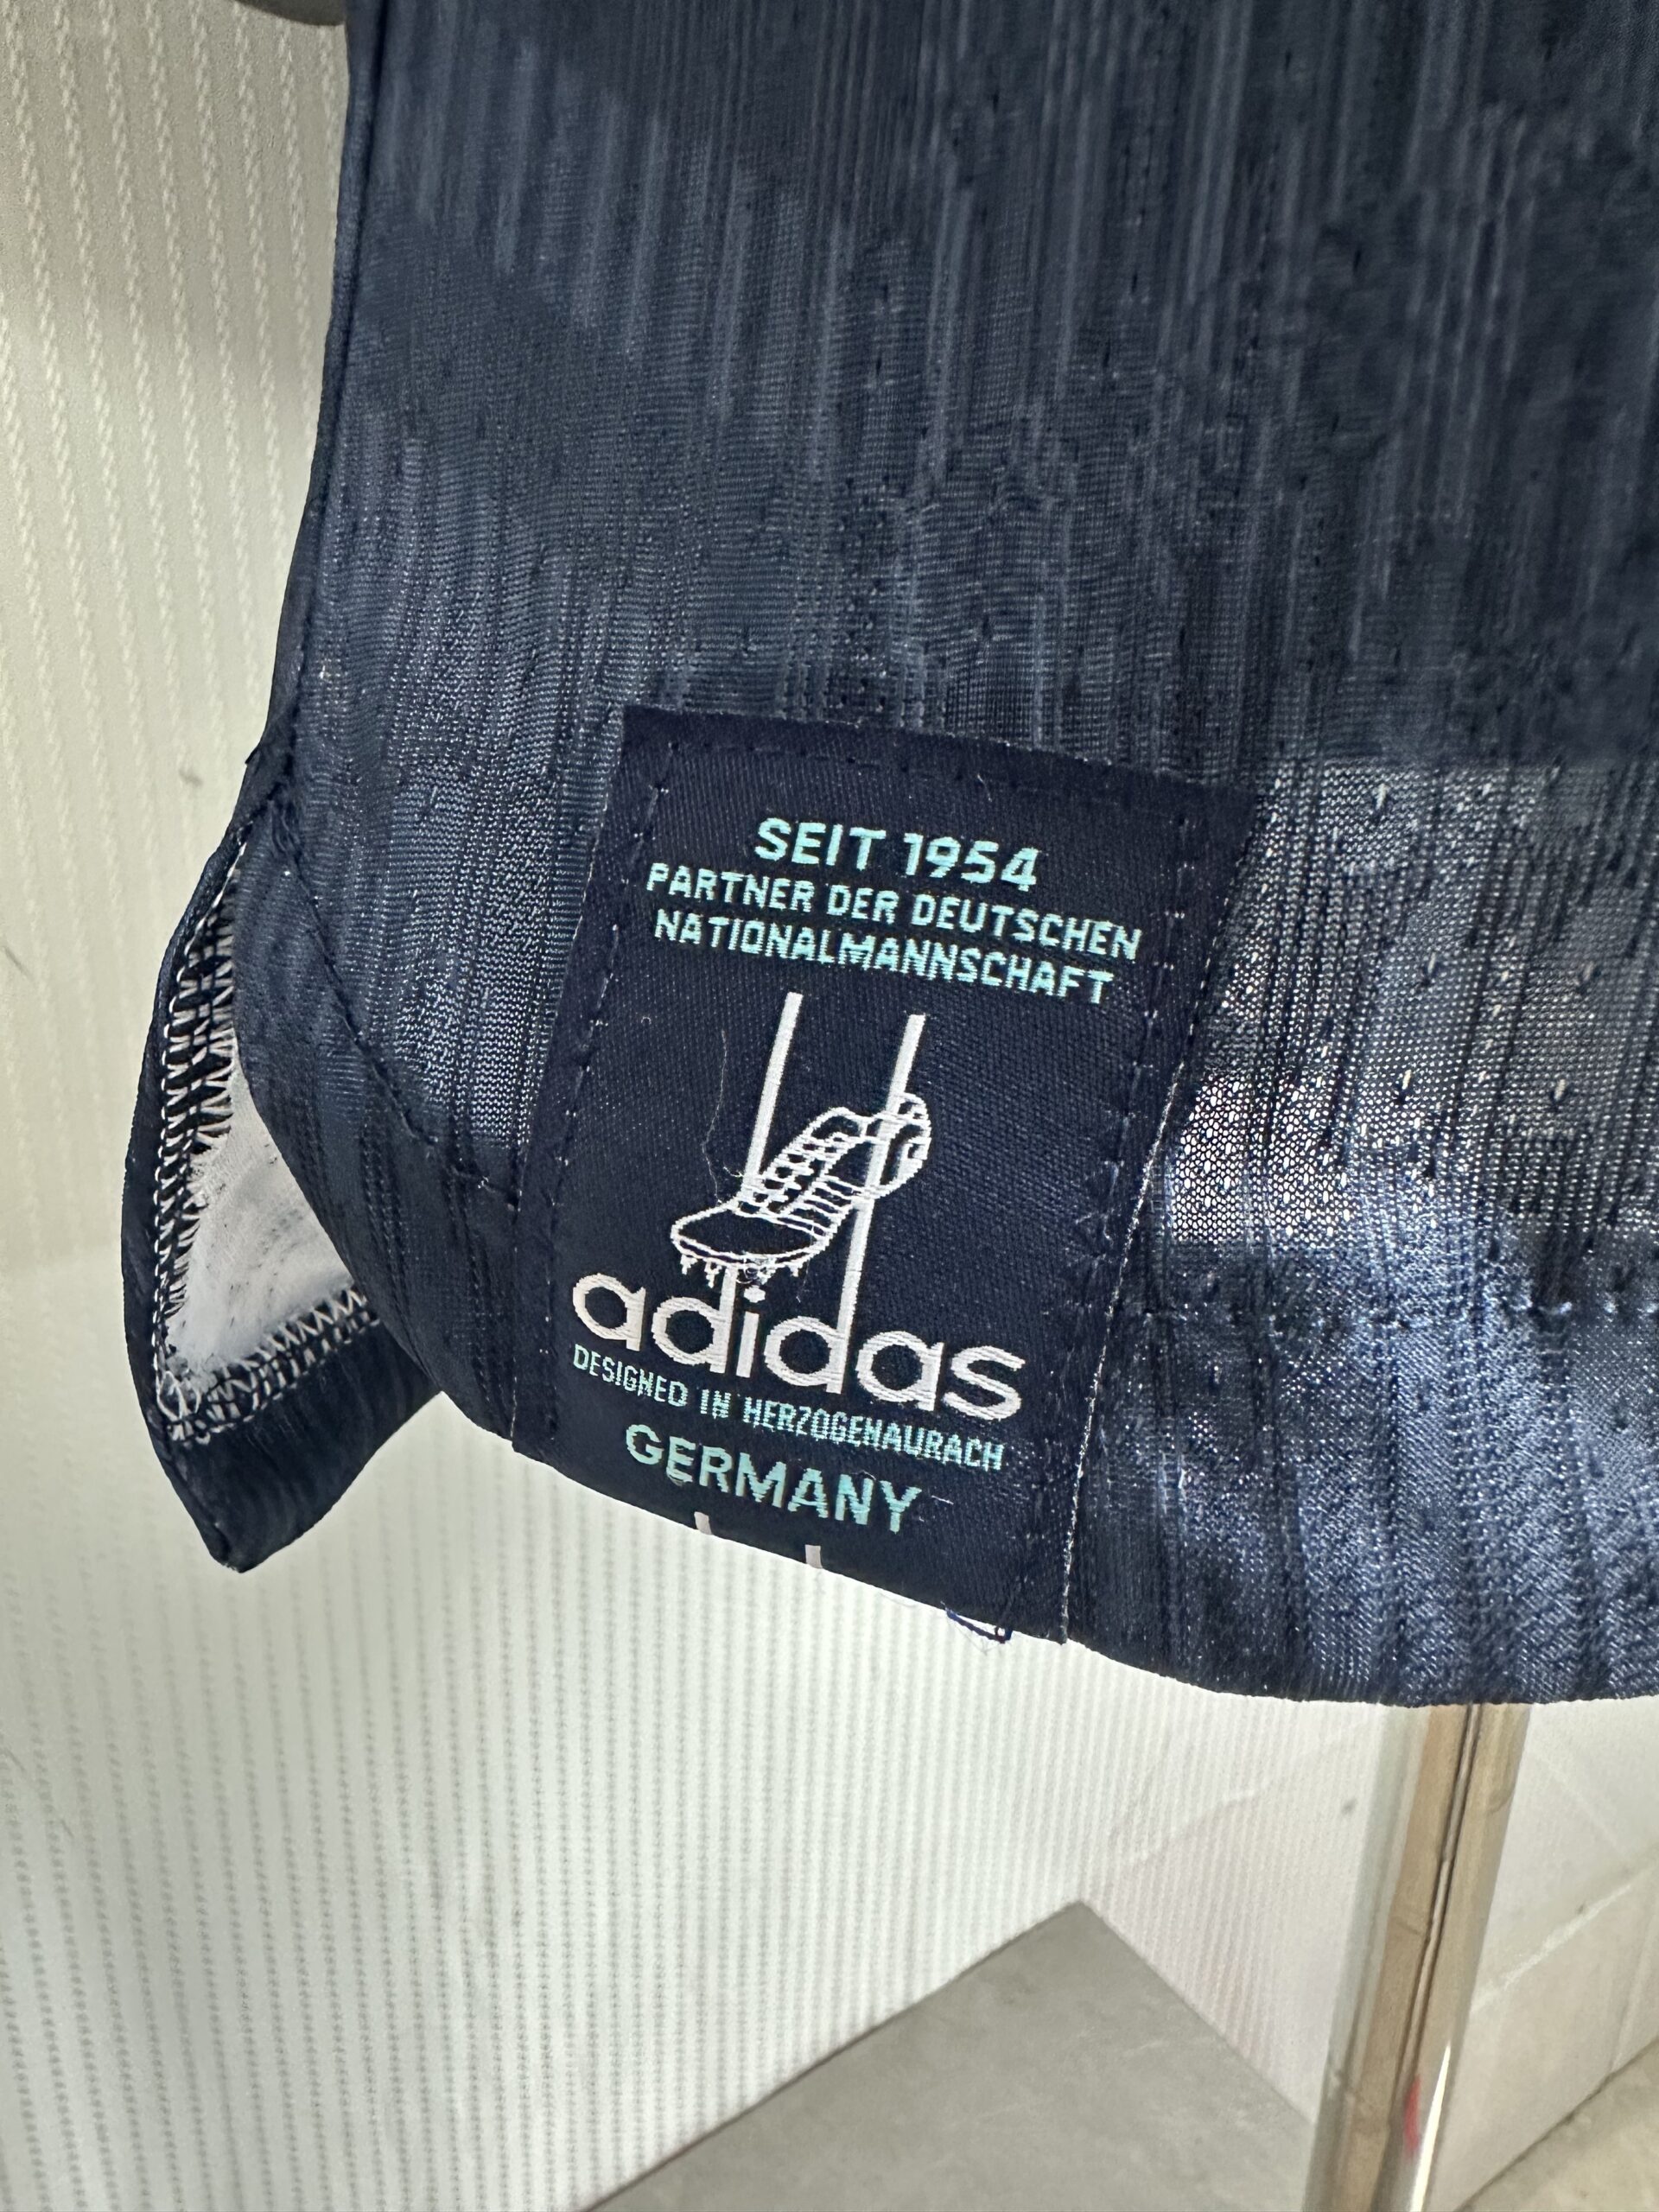 SEIT 1954
PARTNER DER DEUTSCHEN
NATIONALMANNSCHAFT
adidas
DESIGNED IN HERZOGENAURACH
GERMANY